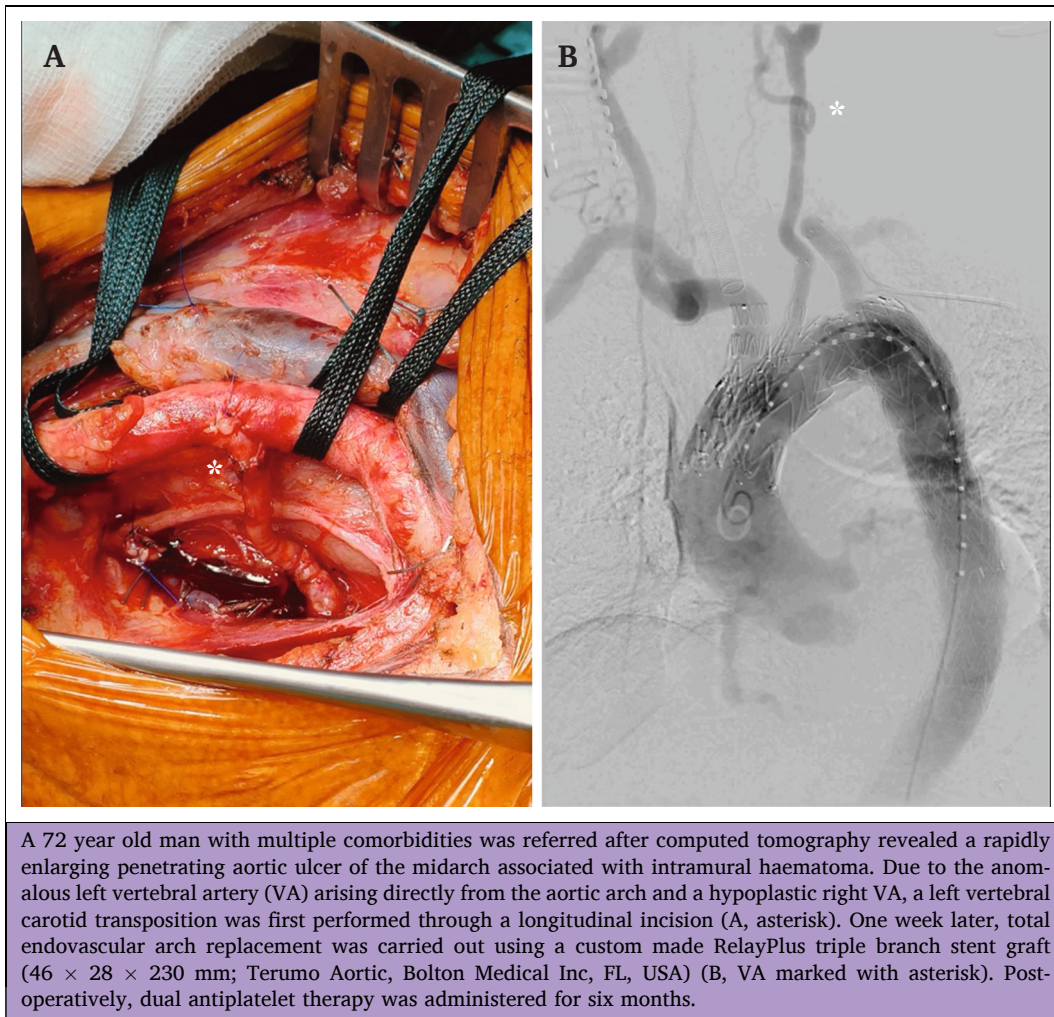 A
B
*
*
A 72 year old man with multiple comorbidities was referred after computed tomography revealed a rapidly
enlarging penetrating aortic ulcer of the midarch associated with intramural haematoma. Due to the anom-
alous left vertebral artery (VA) arising directly from the aortic arch and a hypoplastic right VA, a left vertebral
carotid transposition was first performed through a longitudinal incision (A, asterisk). One week later, total
endovascular arch replacement was carried out using a custom made RelayPlus triple branch stent graft
(46 × 28 × 230 mm; Terumo Aortic, Bolton Medical Inc, FL, USA) (B, VA marked with asterisk). Post-
operatively, dual antiplatelet therapy was administered for six months.